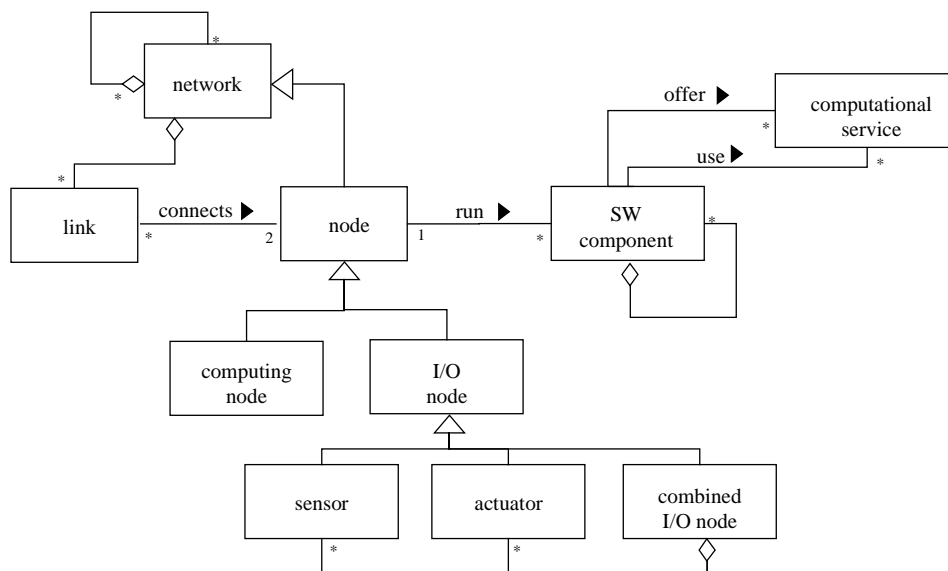 *
network
*
offer ▶
computational
service
*
use ▶
*
*
link
connects ▶
*
2
node
run ▶
1
*
SW
component
*
computing
node
I/O
node
sensor
actuator
combined
I/O node
*
*